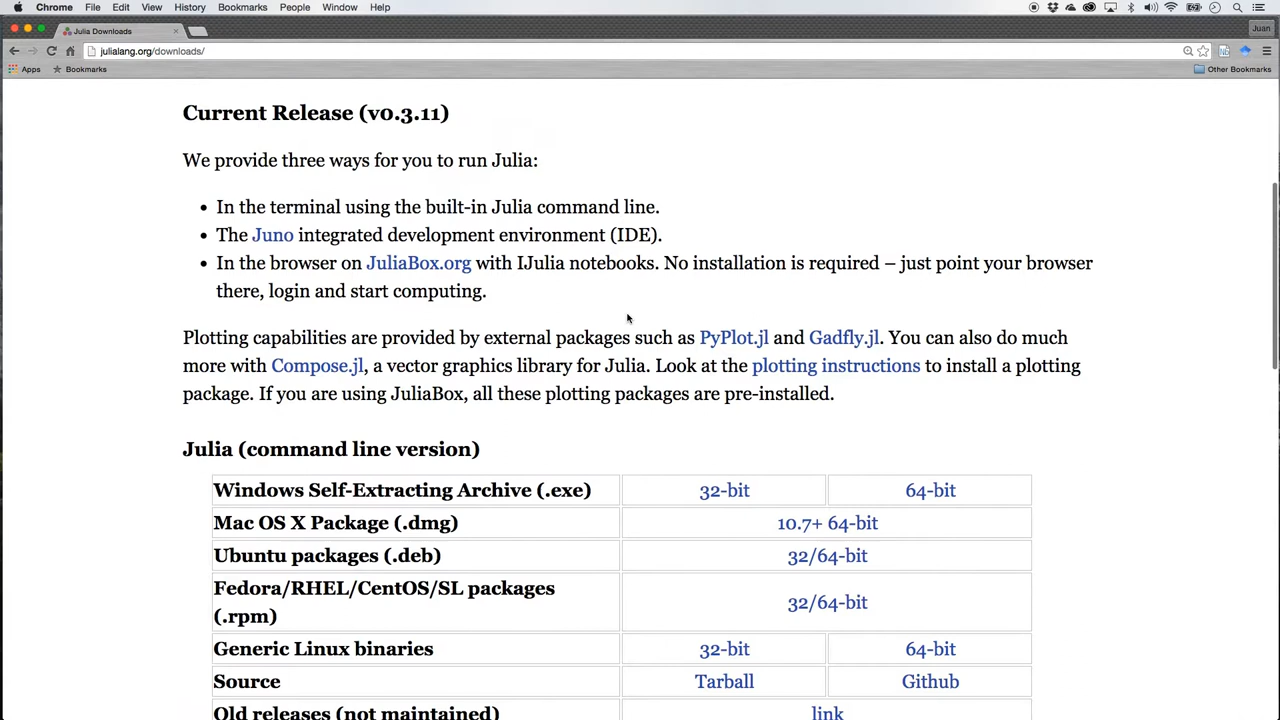 Chrome File Edit View History Bookmarks People Window Help
Julia Downloads
Juan
julialang.org/downloads/
Apps Bookmarks Other Bookmarks
Current Release (v0.3.11)
We provide three ways for you to run Julia:
• In the terminal using the built-in Julia command line.
• The Juno integrated development environment (IDE).
• In the browser on JuliaBox.org with IJulia notebooks. No installation is required – just point your browser
there, login and start computing.
Plotting capabilities are provided by external packages such as PyPlot.jl and Gadfly.jl. You can also do much
more with Compose.jl, a vector graphics library for Julia. Look at the plotting instructions to install a plotting
package. If you are using JuliaBox, all these plotting packages are pre-installed.
Julia (command line version)
Windows Self-Extracting Archive (.exe) 32-bit 64-bit
Mac OS X Package (.dmg) 10.7+ 64-bit
Ubuntu packages (.deb) 32/64-bit
Fedora/RHEL/CentOS/SL packages
(.rpm) 32/64-bit
Generic Linux binaries 32-bit 64-bit
Source Tarball Github
Old releases (not maintained) link